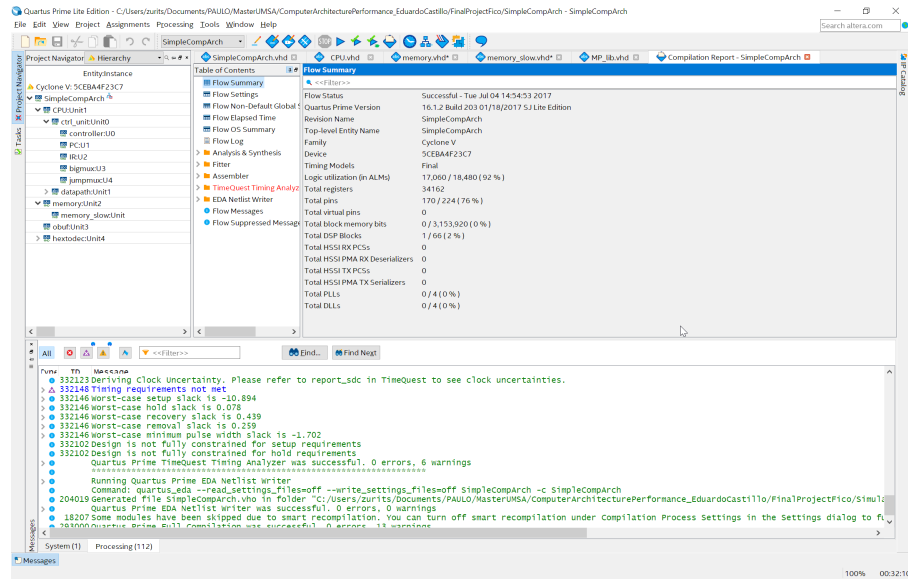 Quartus Prime Lite Edition - C:/Users/zurits/Documents/PAULO/MasterUMSA/ComputerArchitecturePerformance_EduardoCastillo/FinalProjectFico/SimpleCompArch - SimpleCompArch
File Edit View Project Assignments Processing Tools Window Help
Search altera.com
SimpleCompArch
Project Navigator Hierarchy
SimpleCompArch.vhd CPU.vhd memory.vhd* memory_slow.vhd* MP_lib.vhd Compilation Report - SimpleCompArch
Entity:Instance
Cyclone V: 5CEBA4F23C7
SimpleCompArch
CPU:Unit1
ctrl_unit:Unit0
controller:U0
PC:U1
IR:U2
bigmux:U3
jumpmux:U4
datapath:Unit1
memory:Unit2
memory_slow:Unit
obuf:Unit3
hextodec:Unit4
Project Navigator
Tasks
Table of Contents
Flow Summary
Flow Settings
Flow Non-Default Global S
Flow Elapsed Time
Flow OS Summary
Flow Log
Analysis & Synthesis
Fitter
Assembler
TimeQuest Timing Analyz
EDA Netlist Writer
Flow Messages
Flow Suppressed Message
Flow Summary
<<Filter>>
Flow Status Successful - Tue Jul 04 14:54:53 2017
Quartus Prime Version 16.1.2 Build 203 01/18/2017 SJ Lite Edition
Revision Name SimpleCompArch
Top-level Entity Name SimpleCompArch
Family Cyclone V
Device 5CEBA4F23C7
Timing Models Final
Logic utilization (in ALMs) 17,060 / 18,480 ( 92 % )
Total registers 34162
Total pins 170 / 224 ( 76 % )
Total virtual pins 0
Total block memory bits 0 / 3,153,920 ( 0 % )
Total DSP Blocks 1 / 66 ( 2 % )
Total HSSI RX PCSs 0
Total HSSI PMA RX Deserializers 0
Total HSSI TX PCSs 0
Total HSSI PMA TX Serializers 0
Total PLLs 0 / 4 ( 0 % )
Total DLLs 0 / 4 ( 0 % )
IP Catalog
All <<Filter>> Find... Find Next
Type ID Message
332123 Deriving Clock Uncertainty. Please refer to report_sdc in TimeQuest to see clock uncertainties.
332148 Timing requirements not met
332146 Worst-case setup slack is -10.894
332146 Worst-case hold slack is 0.078
332146 Worst-case recovery slack is 0.439
332146 Worst-case removal slack is 0.259
332146 Worst-case minimum pulse width slack is -1.702
332102 Design is not fully constrained for setup requirements
332102 Design is not fully constrained for hold requirements
Quartus Prime TimeQuest Timing Analyzer was successful. 0 errors, 6 warnings
*******************************************************************
Running Quartus Prime EDA Netlist Writer
Command: quartus_eda --read_settings_files=off --write_settings_files=off SimpleCompArch -c SimpleCompArch
204019 Generated file SimpleCompArch.vho in folder "C:/Users/zurits/Documents/PAULO/MasterUMSA/ComputerArchitecturePerformance_EduardoCastillo/FinalProjectFico/Simula
Quartus Prime EDA Netlist Writer was successful. 0 errors, 0 warnings
18207 Some modules have been skipped due to smart recompilation. You can turn off smart recompilation under Compilation Process Settings in the Settings dialog to fu
293000 Quartus Prime Full Compilation was successful. 0 errors, 13 warnings
Messages
System (1) Processing (112)
Messages
100% 00:32:10